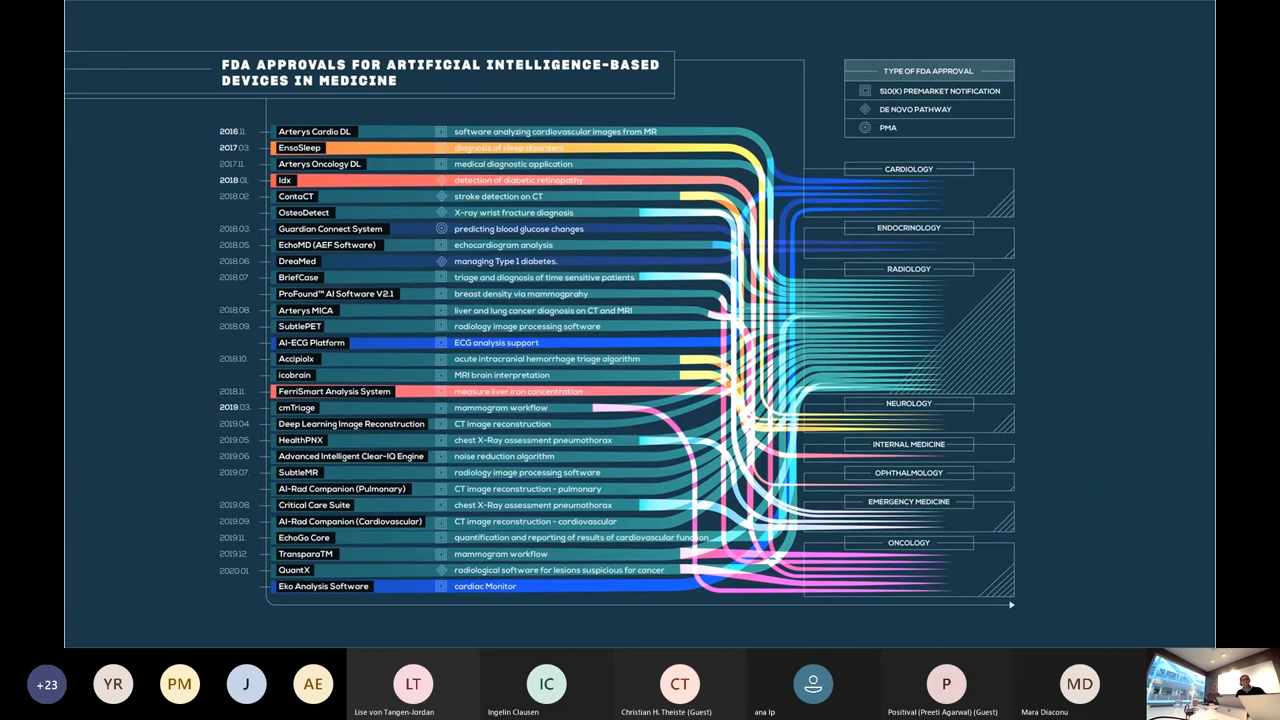 FDA APPROVALS FOR ARTIFICIAL INTELLIGENCE-BASED
DEVICES IN MEDICINE
TYPE OF FDA APPROVAL
510(K) PREMARKET NOTIFICATION
DE NOVO PATHWAY
PMA
2016.11. Arterys Cardio DL software analyzing cardiovascular images from MR
2017.03. EnsoSleep diagnosis of sleep disorders
2017.11. Arterys Oncology DL medical diagnostic application
2018.01. Idx detection of diabetic retinopathy
2018.02. ContaCT stroke detection on CT
OsteoDetect X-ray wrist fracture diagnosis
2018.03. Guardian Connect System predicting blood glucose changes
2018.05. EchoMD (AEF Software) echocardiogram analysis
2018.06. DreaMed managing Type 1 diabetes.
2018.07. BriefCase triage and diagnosis of time sensitive patients
ProFound™ AI Software V2.1 breast density via mammogprahy
2018.08. Arterys MICA liver and lung cancer diagnosis on CT and MRI
2018.09. SubtlePET radiology image processing software
AI-ECG Platform ECG analysis support
2018.10. Accipiolx acute intracranial hemorrhage triage algorithm
icobrain MRI brain interpretation
2018.11. FerriSmart Analysis System measure liver iron concentration
2019.03. cmTriage mammogram workflow
2019.04. Deep Learning Image Reconstruction CT image reconstruction
2019.05. HealthPNX chest X-Ray assessment pneumothorax
2019.06. Advanced Intelligent Clear-IQ Engine noise reduction algorithm
2019.07. SubtleMR radiology image processing software
AI-Rad Companion (Pulmonary) CT image reconstruction - pulmonary
2019.08. Critical Care Suite chest X-Ray assessment pneumothorax
2019.09. AI-Rad Companion (Cardiovascular) CT image reconstruction - cardiovascular
2019.11. EchoGo Core quantification and reporting of results of cardiovascular function
2019.12. TransparaTM mammogram workflow
2020.01. QuantX radiological software for lesions suspicious for cancer
Eko Analysis Software cardiac Monitor
CARDIOLOGY
ENDOCRINOLOGY
RADIOLOGY
NEUROLOGY
INTERNAL MEDICINE
OPHTHALMOLOGY
EMERGENCY MEDICINE
ONCOLOGY
+23 YR PM J AE LT IC CT P MD
Lise von Tangen-Jordan Ingelin Clausen Christian H. Theiste (Guest) ana lp Positival (Preeti Agarwal) (Guest) Mara Diaconu